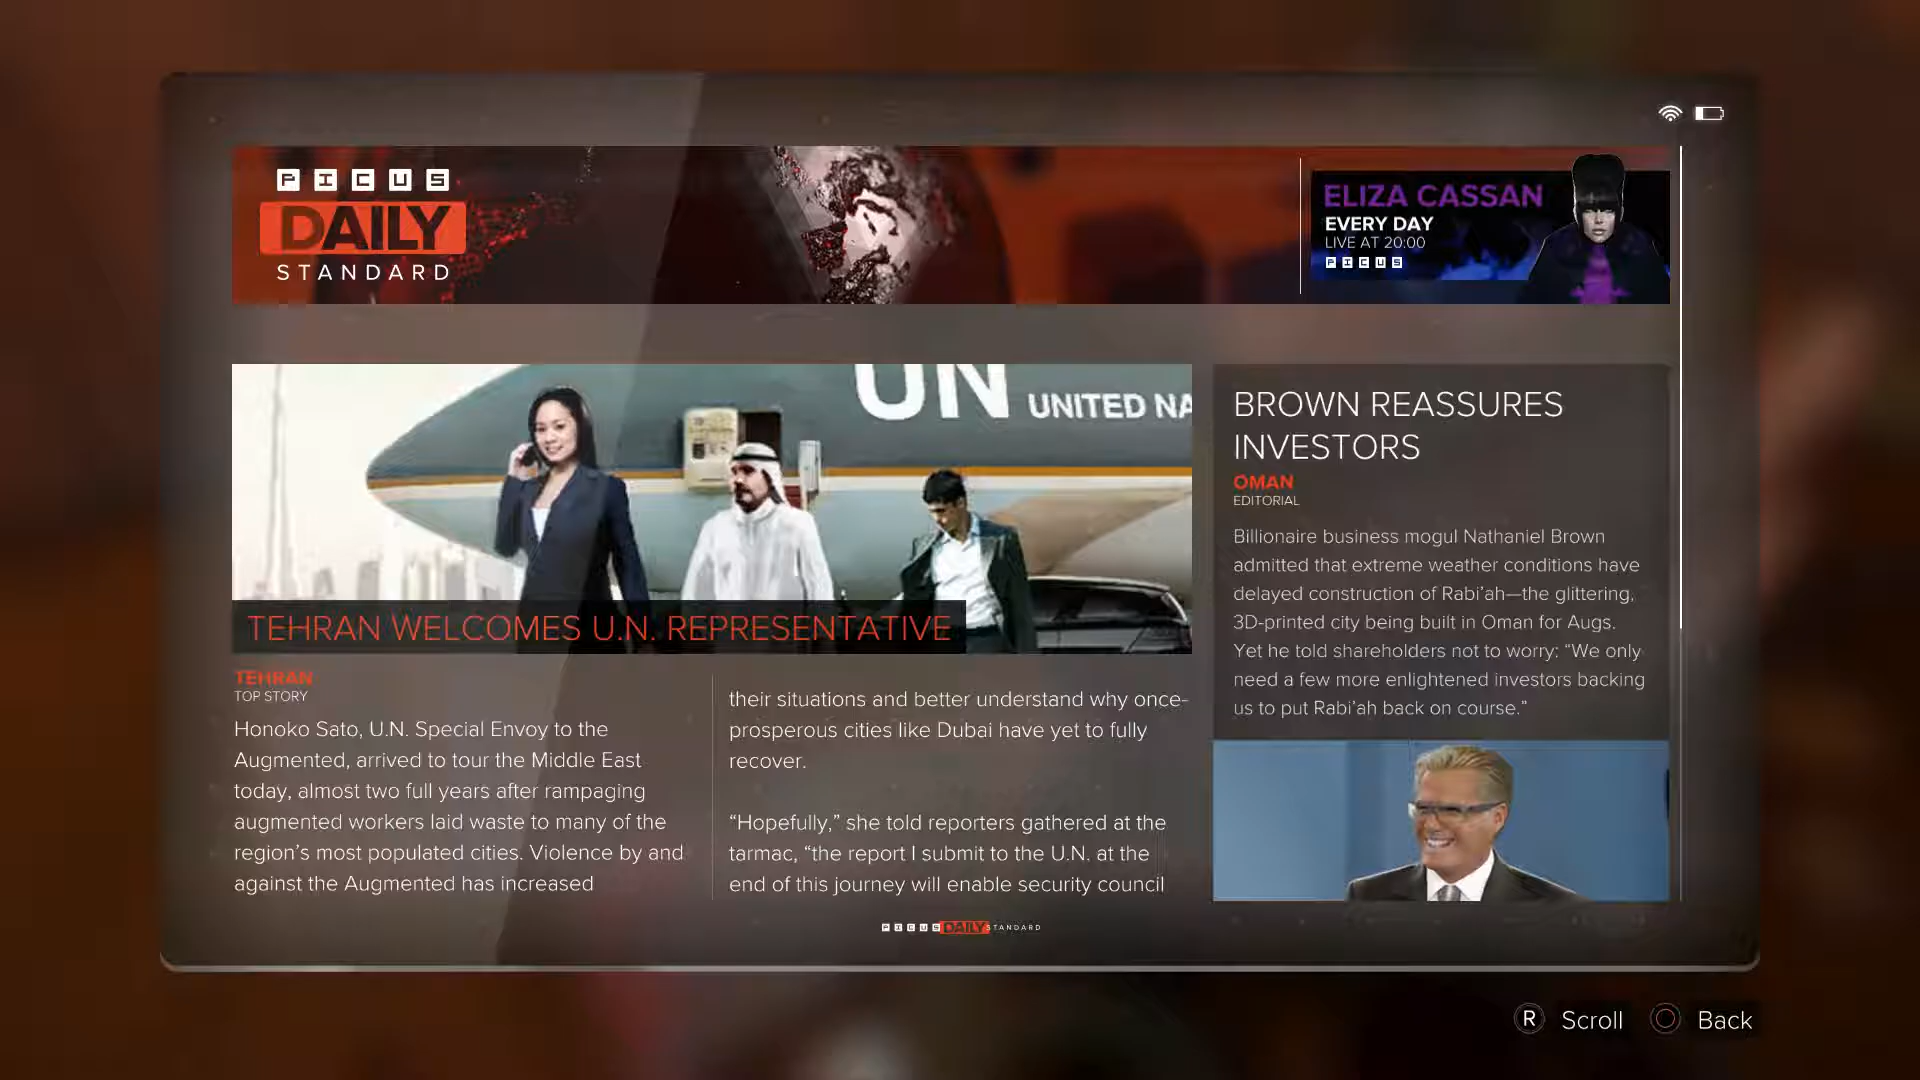 PICUS
DAILY
STANDARD
ELIZA CASSAN
EVERY DAY
LIVE AT 20:00
PICUS
UN UNITED NA
TEHRAN WELCOMES U.N. REPRESENTATIVE
TEHRAN
TOP STORY
Honoko Sato, U.N. Special Envoy to the
Augmented, arrived to tour the Middle East
today, almost two full years after rampaging
augmented workers laid waste to many of the
region's most populated cities. Violence by and
against the Augmented has increased
their situations and better understand why once-
prosperous cities like Dubai have yet to fully
recover.
“Hopefully,” she told reporters gathered at the
tarmac, “the report I submit to the U.N. at the
end of this journey will enable security council
BROWN REASSURES
INVESTORS
OMAN
EDITORIAL
Billionaire business mogul Nathaniel Brown
admitted that extreme weather conditions have
delayed construction of Rabi'ah—the glittering,
3D-printed city being built in Oman for Augs.
Yet he told shareholders not to worry: “We only
need a few more enlightened investors backing
us to put Rabi'ah back on course.”
PICUS DAILY STANDARD
R Scroll Back